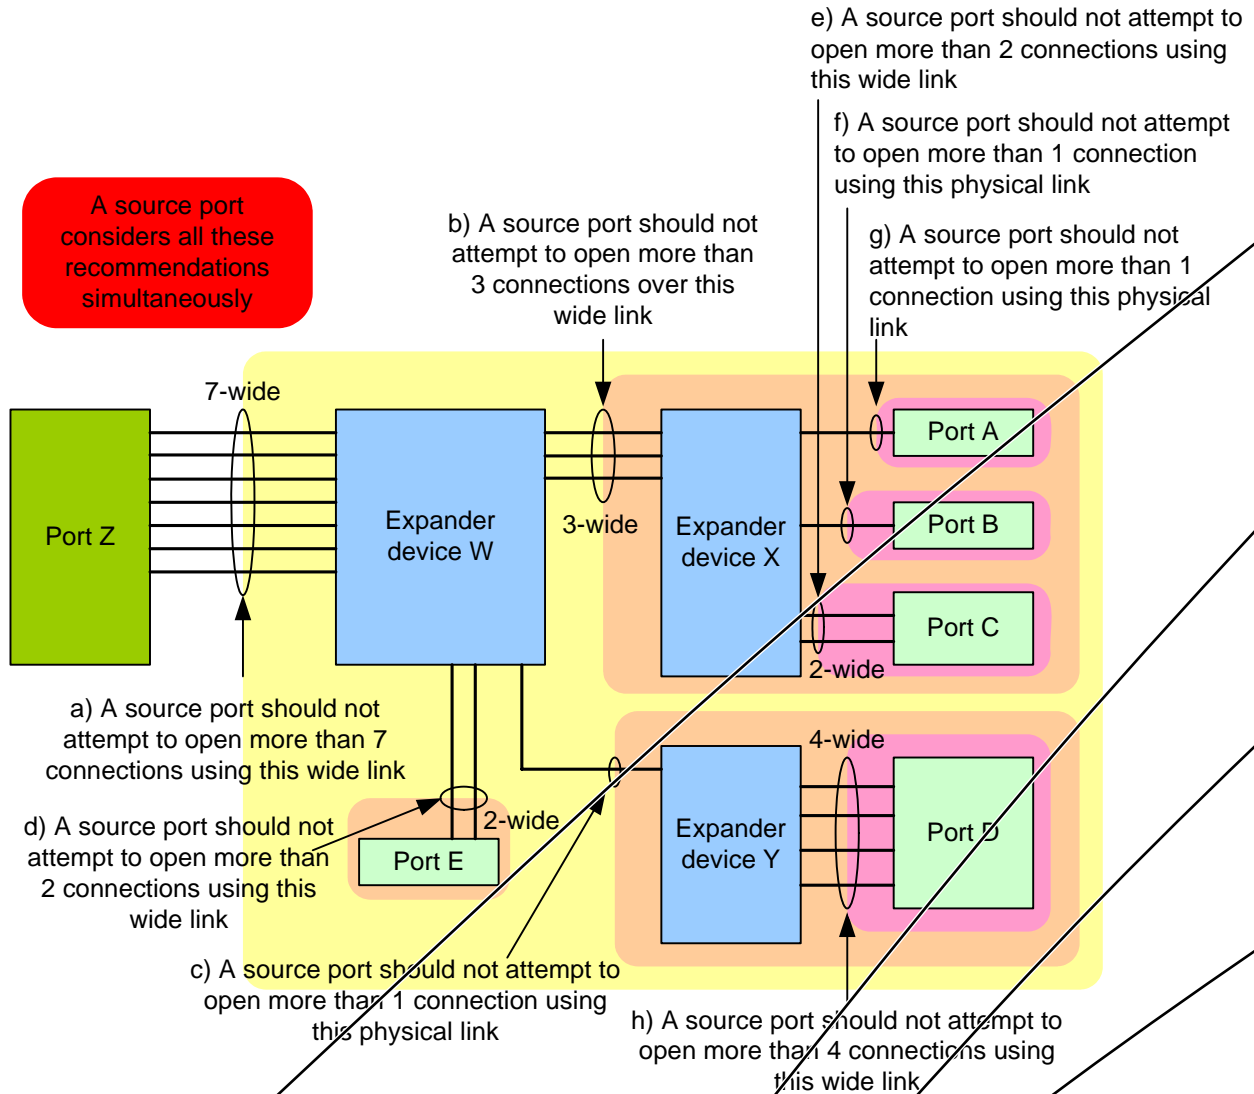 e) A source port should not attempt to
open more than 2 connections using
this wide link
f) A source port should not attempt
to open more than 1 connection
using this physical link
A source port
considers all these
recommendations
simultaneously
b) A source port should not
attempt to open more than
3 connections over this
wide link
g) A source port should not
attempt to open more than 1
connection using this physical
link
7-wide
Port A
Port Z
Expander
device W
3-wide
Expander
device X
Port B
Port C
2-wide
a) A source port should not
attempt to open more than 7
connections using this wide link
4-wide
d) A source port should not
attempt to open more than
2 connections using this
wide link
2-wide
Port E
Expander
device Y
Port D
c) A source port should not attempt to
open more than 1 connection using
this physical link
h) A source port should not attempt to
open more than 4 connections using
this wide link